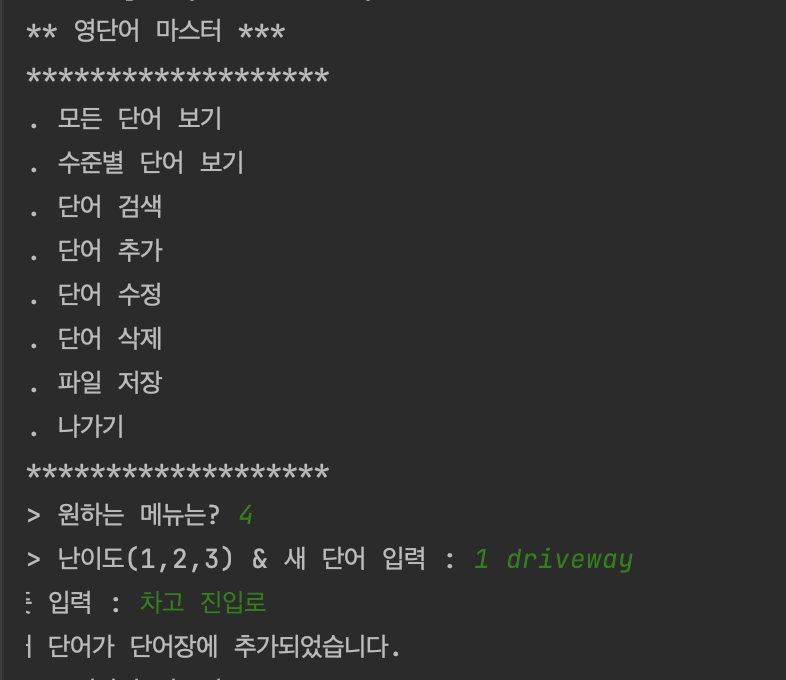 ** 영단어 마스터 ***
*******************
. 모든 단어 보기
. 수준별 단어 보기
. 단어 검색
. 단어 추가
. 단어 수정
. 단어 삭제
. 파일 저장
. 나가기
*******************
> 원하는 메뉴는? 4
> 난이도(1,2,3) & 새 단어 입력 : 1 driveway
입력 : 차고 진입로
단어가 단어장에 추가되었습니다.